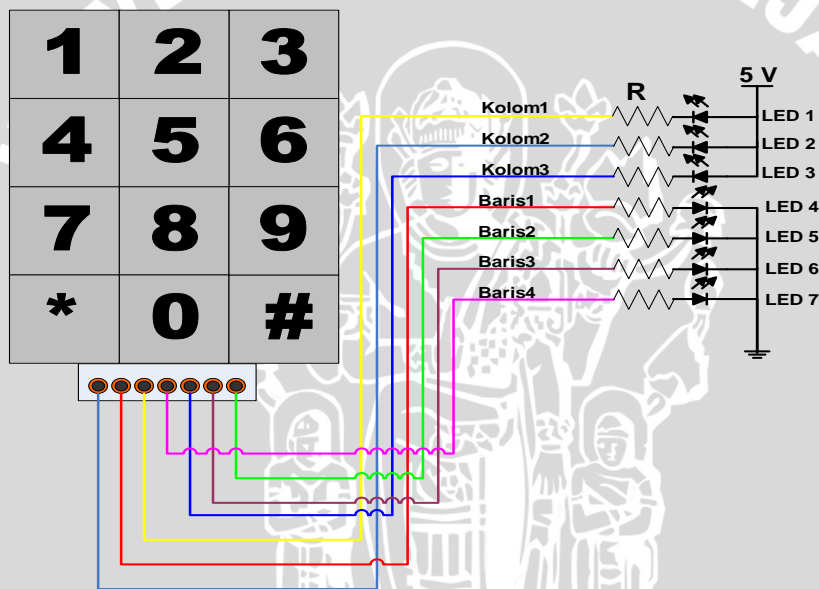 1 2 3
4 5 6
7 8 9
* 0 #
R
5 V
Kolom1
LED 1
Kolom2
LED 2
Kolom3
LED 3
Baris1
LED 4
Baris2
LED 5
Baris3
LED 6
Baris4
LED 7